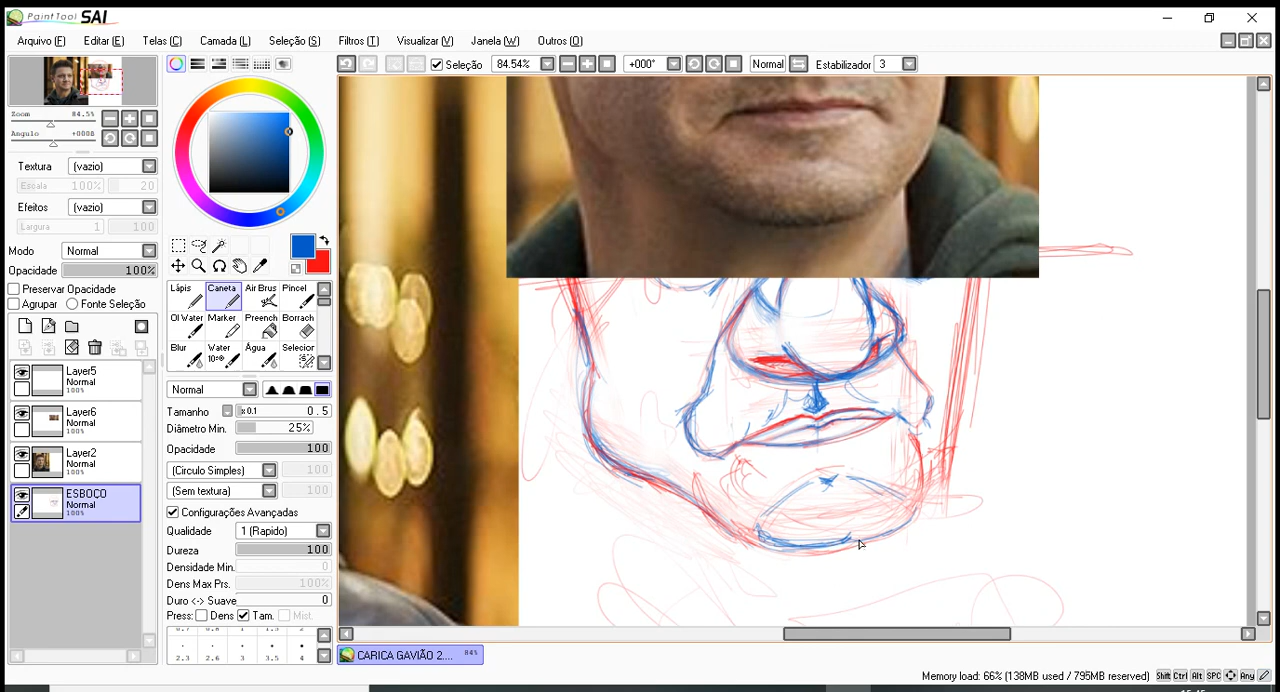 PaintTool SAI
Arquivo (F) Editar (E) Telas (C) Camada (L) Seleção (S) Filtros (T) Visualizar (V) Janela (W) Outros (O)
Seleção 84.54% +000° Normal Estabilizador 3
Zoom 84.5%
Angulo +000ß
Textura (vazio)
Escala 100% 20
Efeitos (vazio)
Largura 1 100
Modo Normal
Opacidade 100%
Preservar Opacidade
Agrupar Fonte Seleção
Layer5
Normal
100%
Layer6
Normal
100%
Layer2
Normal
100%
ESBOÇO
Normal
100%
Lápis Caneta Air Brus Pincel
Ol Water Marker Preench Borrach
Blur Water Água Selecior
Normal
Tamanho x0.1 0.5
Diâmetro Min. 25%
Opacidade 100
(Circulo Simples) 100
(Sem textura) 100
Configurações Avançadas
Qualidade 1 (Rapido)
Dureza 100
Densidade Min. 0
Dens Max Prs. 100%
Duro <-> Suave 0
Press: Dens Tam. Mist.
2.3 2.6 3 3.5 4
CARICA GAVIÃO 2.... 84%
Memory load: 66% (138MB used / 795MB reserved) Shift Ctrl Alt SPC Any